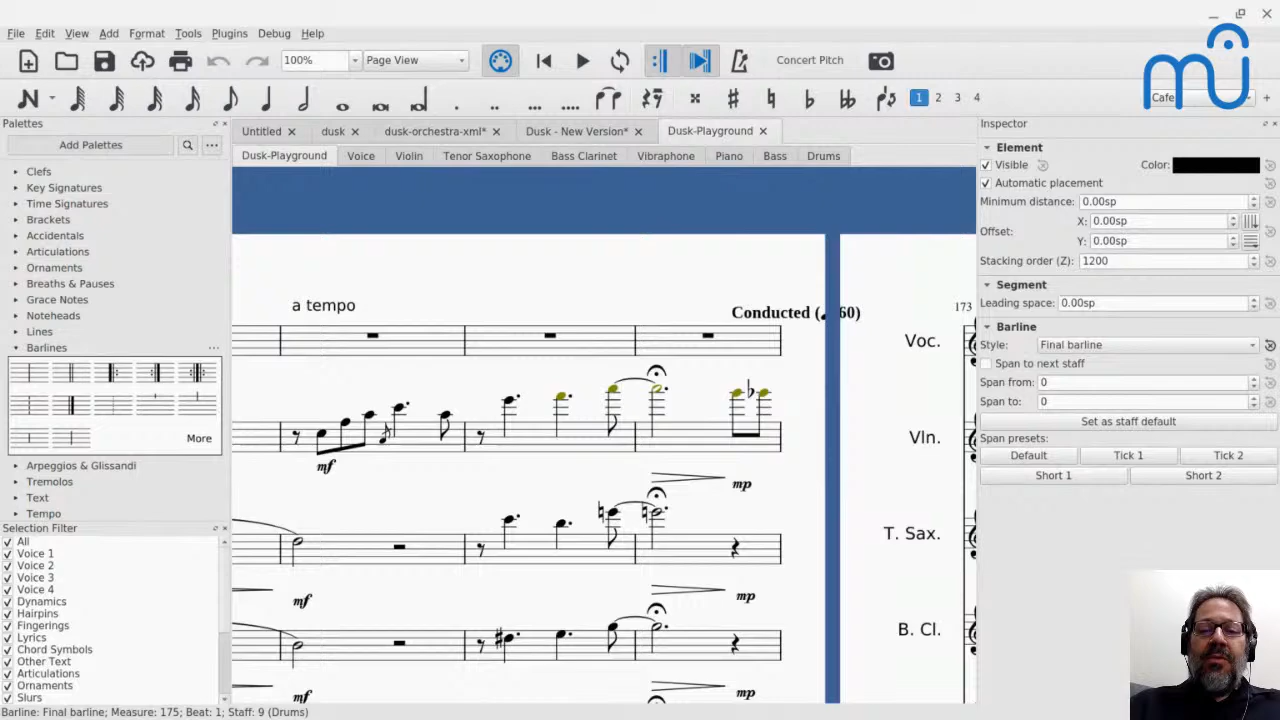 File Edit View Add Format Tools Plugins Debug Help
100% Page View Concert Pitch
1 2 3 4 Cafe
Palettes
Untitled dusk dusk-orchestra-xml* Dusk - New Version* Dusk-Playground
Inspector
Add Palettes
Dusk-Playground Voice Violin Tenor Saxophone Bass Clarinet Vibraphone Piano Bass Drums
Clefs
Key Signatures
Time Signatures
Brackets
Accidentals
Articulations
Ornaments
Breaths & Pauses
Grace Notes
Noteheads
Lines
Barlines
More
Arpeggios & Glissandi
Tremolos
Text
Tempo
Selection Filter
All
Voice 1
Voice 2
Voice 3
Voice 4
Dynamics
Hairpins
Fingerings
Lyrics
Chord Symbols
Other Text
Articulations
Ornaments
Slurs
a tempo
Conducted ( 60)
173
Voc.
Vln.
mf
mp
T. Sax.
mf
mp
B. Cl.
mf
mp
Element
Visible Color:
Automatic placement
Minimum distance: 0.00sp
Offset: X: 0.00sp
Y: 0.00sp
Stacking order (Z): 1200
Segment
Leading space: 0.00sp
Barline
Style: Final barline
Span to next staff
Span from: 0
Span to: 0
Set as staff default
Span presets:
Default Tick 1 Tick 2
Short 1 Short 2
Barline: Final barline; Measure: 175; Beat: 1; Staff: 9 (Drums)